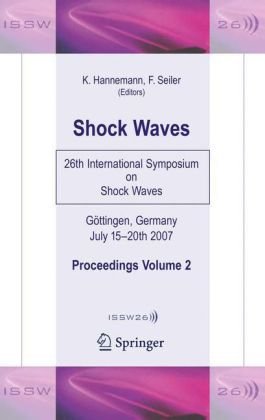 ISSW
26
K. Hannemann, F. Seiler
(Editors)
Shock Waves
26th International Symposium
on
Shock Waves
Göttingen, Germany
July 15–20th 2007
Proceedings Volume 2
ISSW26
Springer
ISSW
26